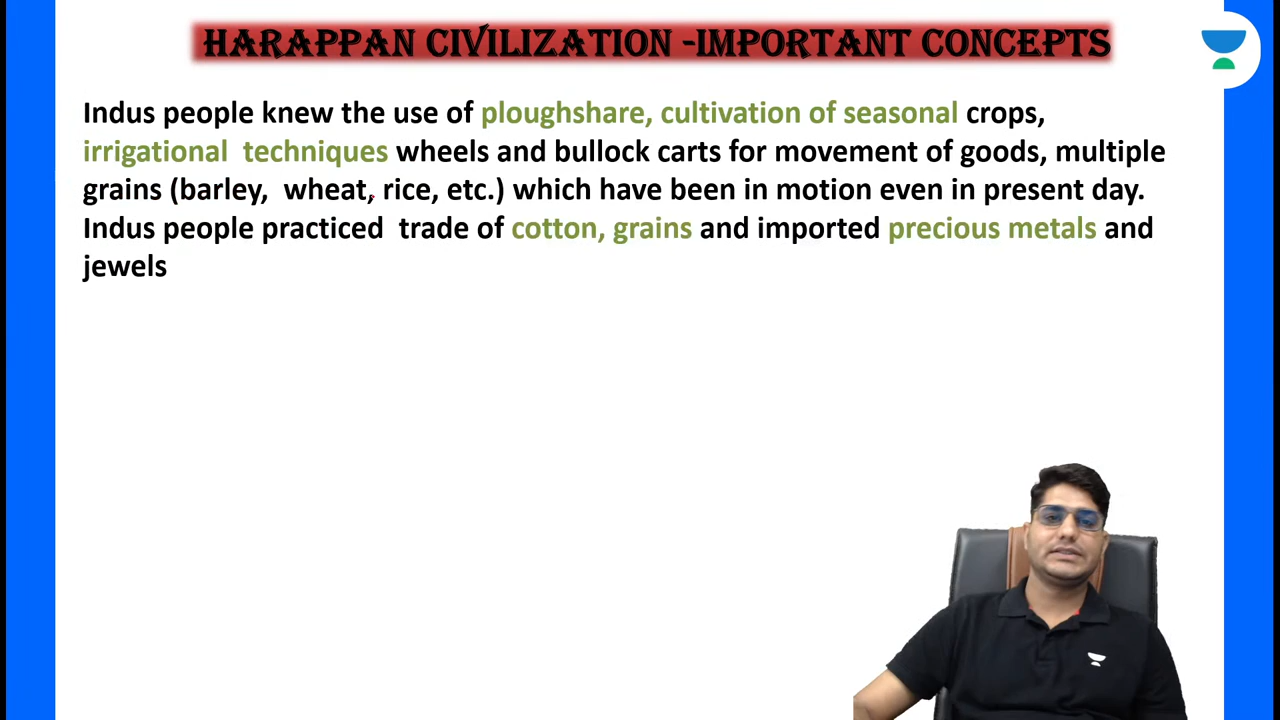 HARAPPAN CIVILIZATION -IMPORTANT CONCEPTS
Indus people knew the use of ploughshare, cultivation of seasonal crops,
irrigational techniques wheels and bullock carts for movement of goods, multiple
grains (barley, wheat, rice, etc.) which have been in motion even in present day.
Indus people practiced trade of cotton, grains and imported precious metals and
jewels